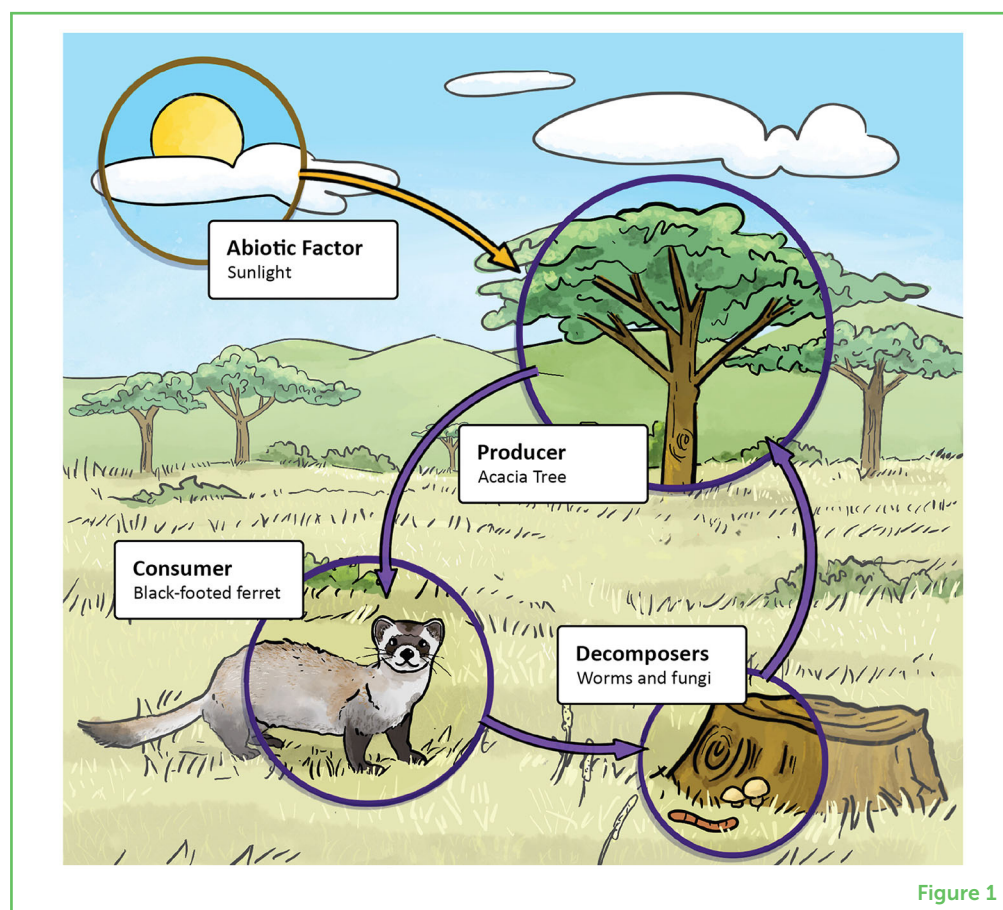 Abiotic Factor
Sunlight
Producer
Acacia Tree
Consumer
Black-footed ferret
Decomposers
Worms and fungi
Figure 1